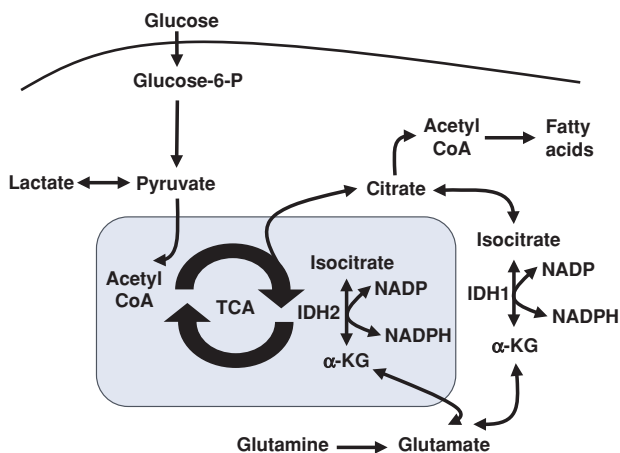 Glucose
Glucose-6-P
Acetyl
CoA
Fatty
acids
Lactate
Pyruvate
Citrate
Isocitrate
Acetyl
CoA
TCA
Isocitrate
IDH2
NADP
NADPH
α-KG
IDH1
NADP
NADPH
α-KG
Glutamine
Glutamate